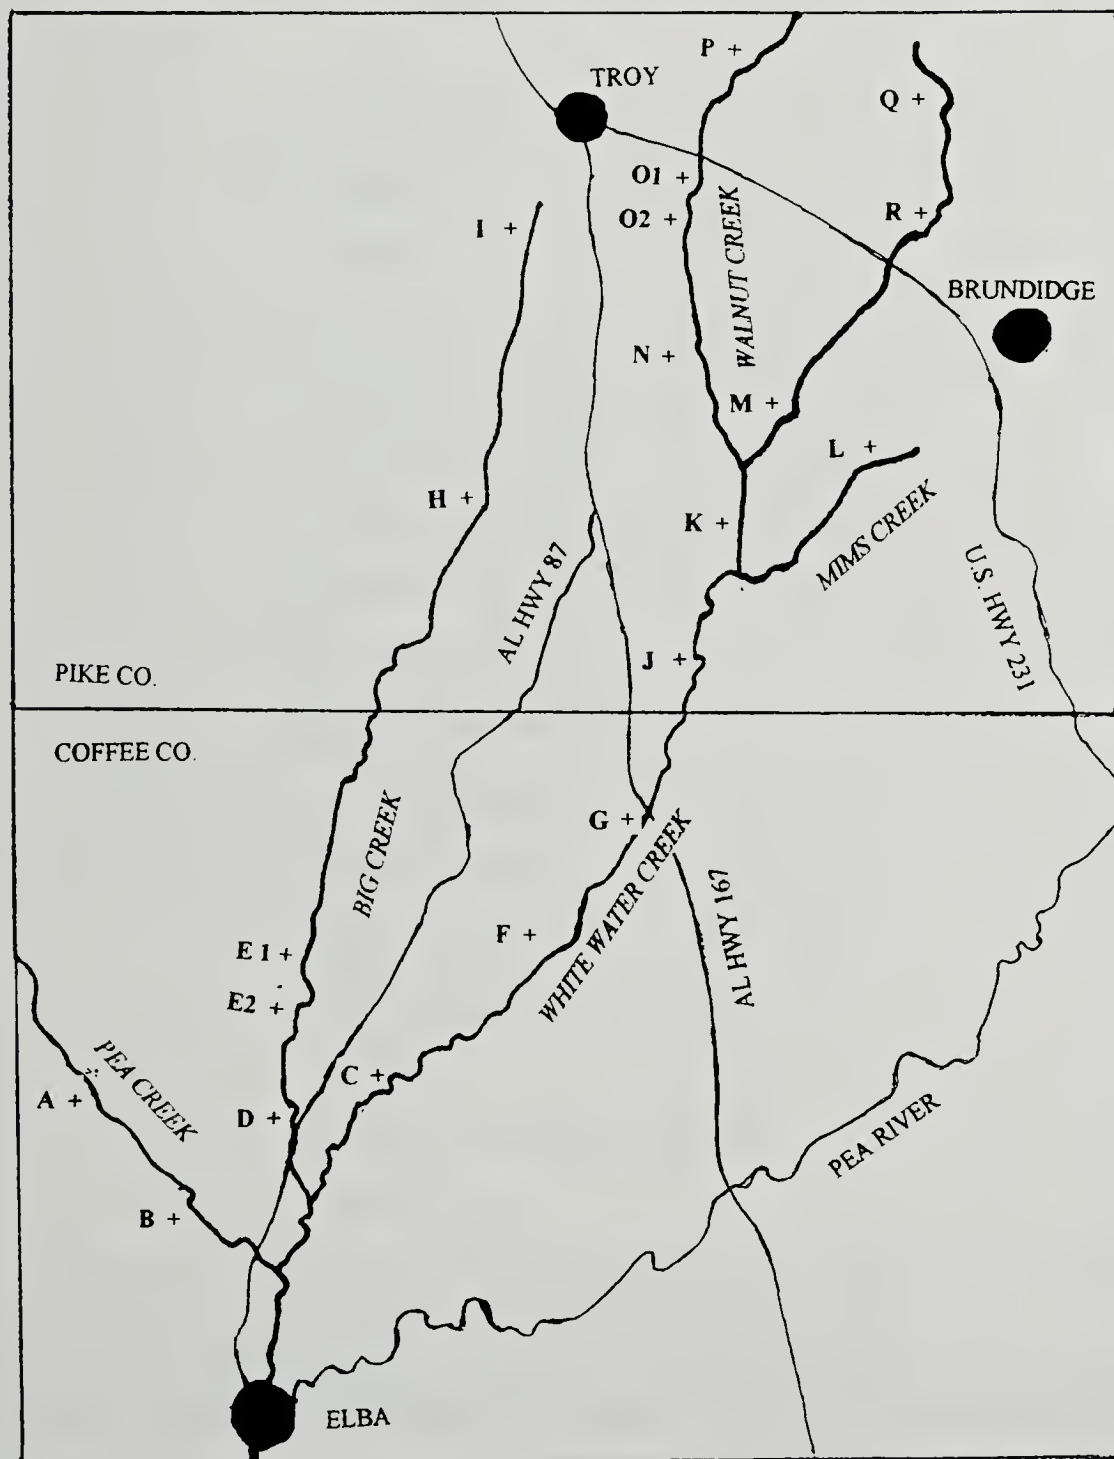 P +
TROY
Q +
O1 +
O2 +
R +
I +
WALNUT CREEK
BRUNDIDGE
N +
M +
L +
H +
K +
MIMS CREEK
AL HWY 87
U.S. HWY 231
J +
PIKE CO.
COFFEE CO.
G +
BIG CREEK
WHITE WATER CREEK
AL HWY 167
F +
E1 +
E2 +
PEA CREEK
C +
A +
D +
PEA RIVER
B +
ELBA